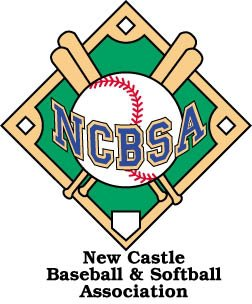 NCBSA
New Castle
Baseball & Softball
Association